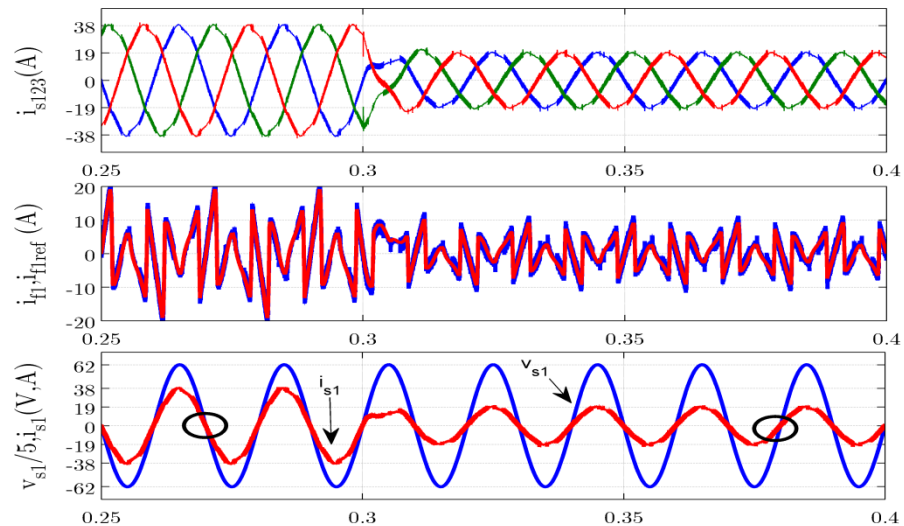 i_s123(A)
38
19
0
-19
-38
0.25 0.3 0.35 0.4
i_f1,i_f1ref (A)
20
10
0
-10
-20
0.25 0.3 0.35 0.4
v_s1/5,i_s1(V,A)
62
38
19
0
-19
-38
-62
i_s1
v_s1
0.25 0.3 0.35 0.4